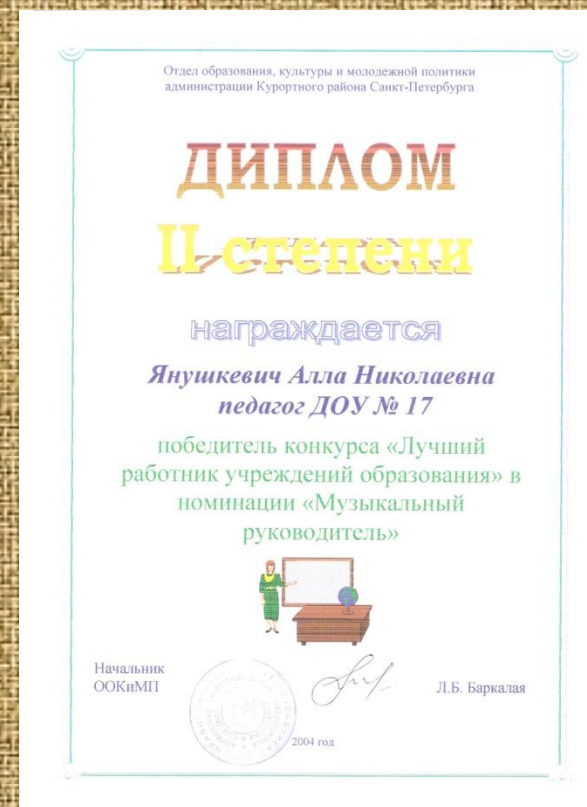 Отдел образования, культуры и молодежной политики
администрации Курортного района Санкт-Петербурга
ДИПЛОМ
II степени
награждается
Янушкевич Алла Николаевна
педагог ДОУ № 17
победитель конкурса «Лучший
работник учреждений образования» в
номинации «Музыкальный
руководитель»
Начальник
ООКиМП
Л.Б. Баркалая
2004 год